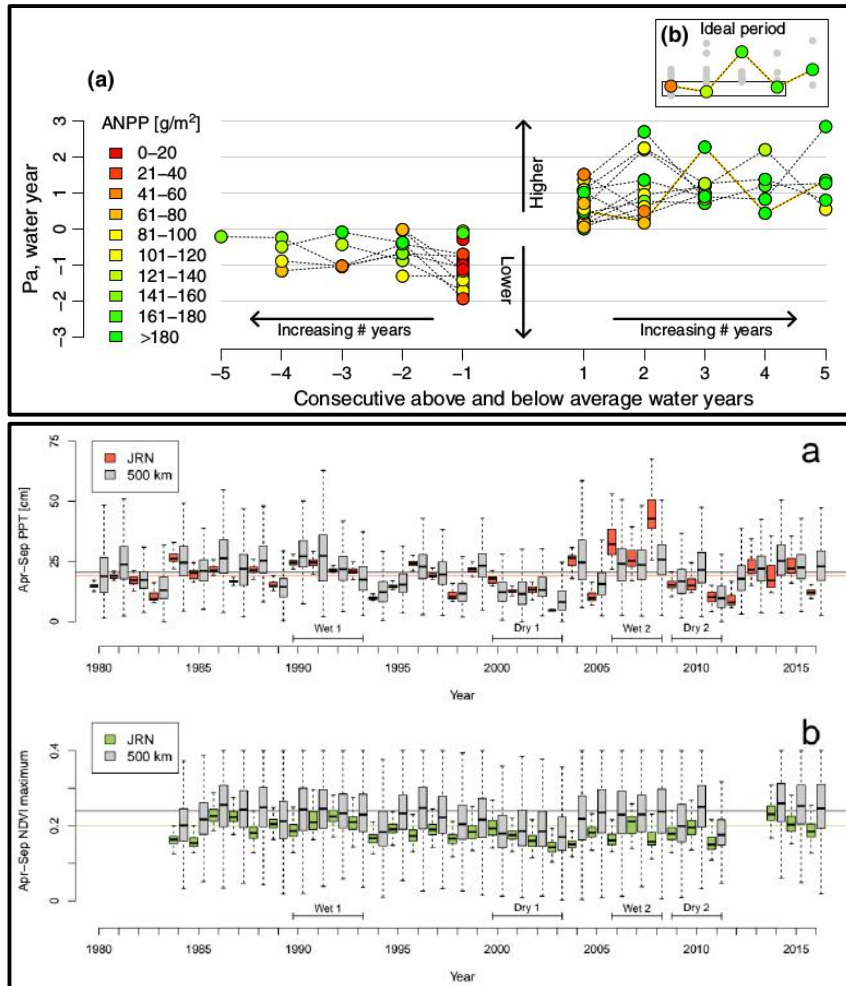 (b) Ideal period
(a)
ANPP [g/m²]
0–20
21–40
41–60
61–80
81–100
101–120
121–140
141–160
161–180
>180
Pa, water year
3
2
1
0
−1
−2
−3
Higher
Lower
Increasing # years
Increasing # years
−5 −4 −3 −2 −1 1 2 3 4 5
Consecutive above and below average water years
a
JRN
500 km
Apr-Sep PPT [cm]
75
50
25
0
Wet 1 Dry 1 Wet 2 Dry 2
1980 1985 1990 1995 2000 2005 2010 2015
Year
b
JRN
500 km
Apr-Sep NDVI maximum
0.4
0.2
0
Wet 1 Dry 1 Wet 2 Dry 2
1980 1985 1990 1995 2000 2005 2010 2015
Year